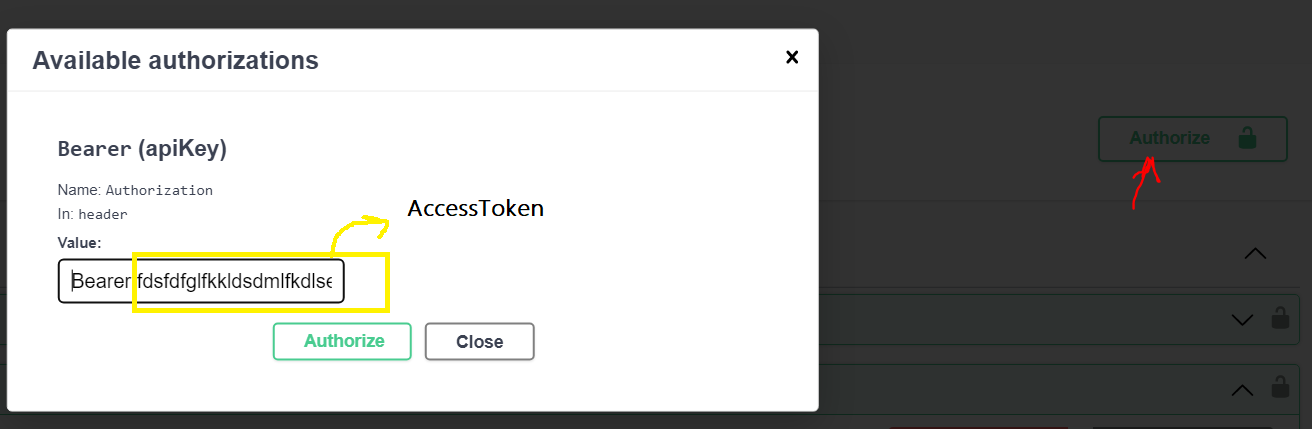 Available authorizations
Authorize
Bearer (apiKey)
Name: Authorization
In: header
AccessToken
Value:
Bearer fdsfdfglfkkldsdmlfkdlse
Authorize
Close